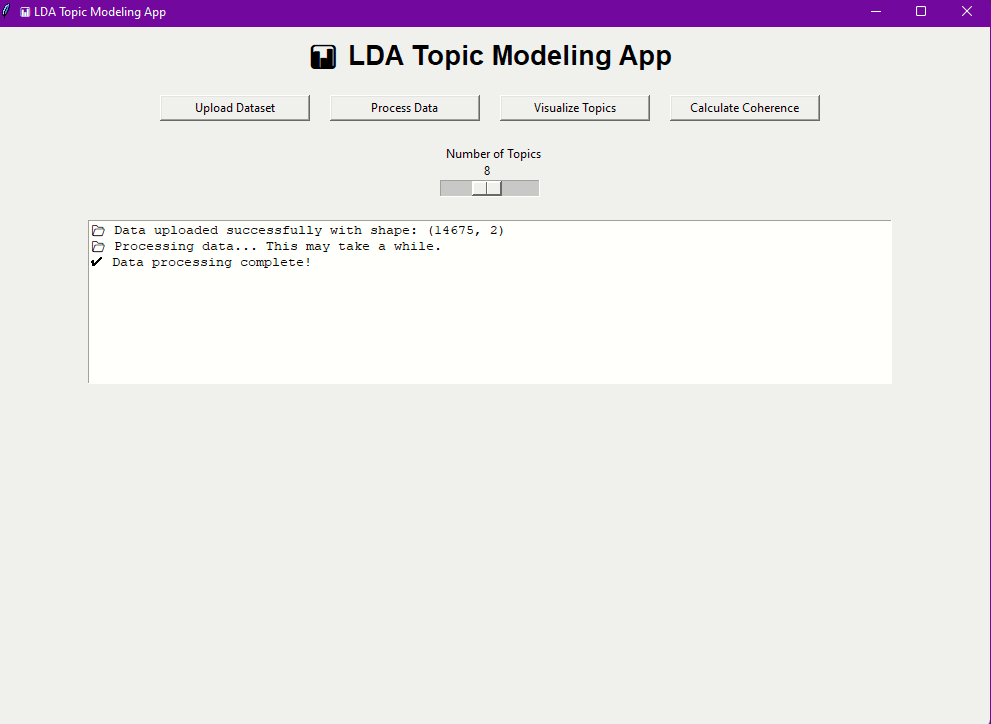 LDA Topic Modeling App
LDA Topic Modeling App
Upload Dataset Process Data Visualize Topics Calculate Coherence
Number of Topics
8
Data uploaded successfully with shape: (14675, 2)
Processing data... This may take a while.
Data processing complete!